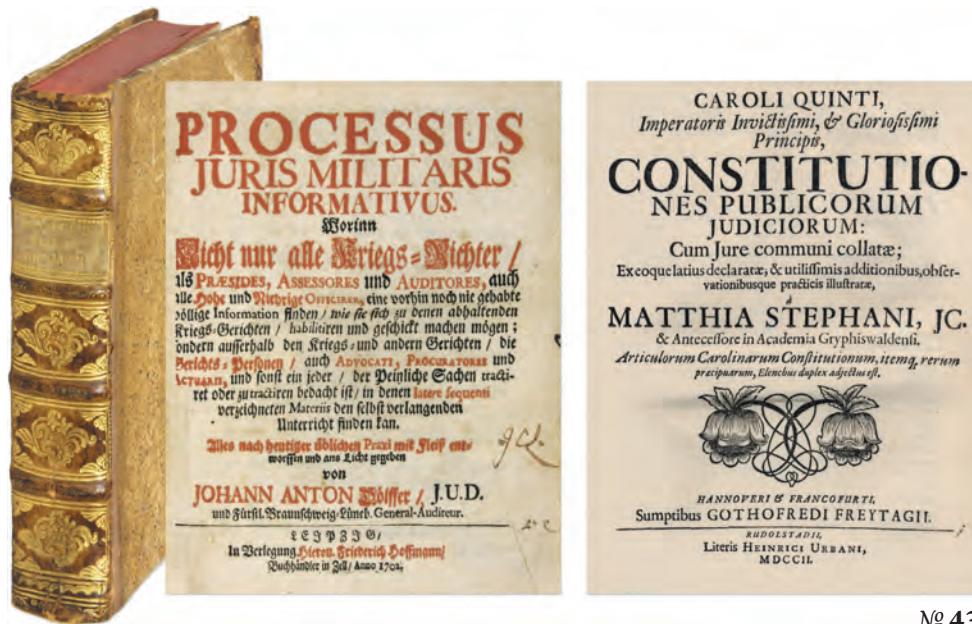 PROCESSUS
JURIS MILITARIS
INFORMATIVUS.
Worinn
Nicht nur alle Kriegs-Richter /
als PRÆSIDES, ASSESSORES und AUDITORES, auch
alle Hohe und Niedrige OFFICIRER, eine vorhin noch nie gehabte
völlige Information finden / wie sie sich zu denen abhaltenden
Kriegs-Gerichten / habilitiren und geschickt machen mögen;
sondern ausserhalb den Kriegs- und andern Gerichten / die
Gerichts-Personen / auch ADVOCATI, PROCURATORES und
ACTUARII, und sonst ein jeder / der Peinliche Sachen tracti-
ret oder zu tractiren bedacht ist / in denen latere sequenti
verzeichneten Materiis den selbst verlangenden
Unterricht finden kan.
Alles nach heutiger üblichen Praxi mit Fleiß ent-
worffen und ans Licht gegeben
von
JOHANN ANTON Wölffer / J.U.D.
und Fürstl. Braunschweig-Lüneb. General-Auditeur.
LEIPZIG/
In Verlegung Hieron. Friederich Hoffmann/
Buchhändler in Zell / Anno 1702.
CAROLI QUINTI,
Imperatoris Invictissimi, & Gloriosissimi
Principis,
CONSTITUTIO-
NES PUBLICORUM
JUDICIORUM:
Cum Jure communi collatæ;
Ex eoque latius declaratæ, & utilissimis additionibus, obser-
vationibusque practicis illustratæ,
à
MATTHIA STEPHANI, JC.
& Antecessore in Academia Gryphiswaldensi.
Articulorum Carolinarum Constitutionum, itemq, rerum
præcipuarum, Elenchus duplex adjectus est.
HANNOVERI & FRANCOFURTI,
Sumptibus GOTHOFREDI FREYTAGII.
RUDOLSTADII,
Literis HEINRICI URBANI,
MDCCII.
№ 43